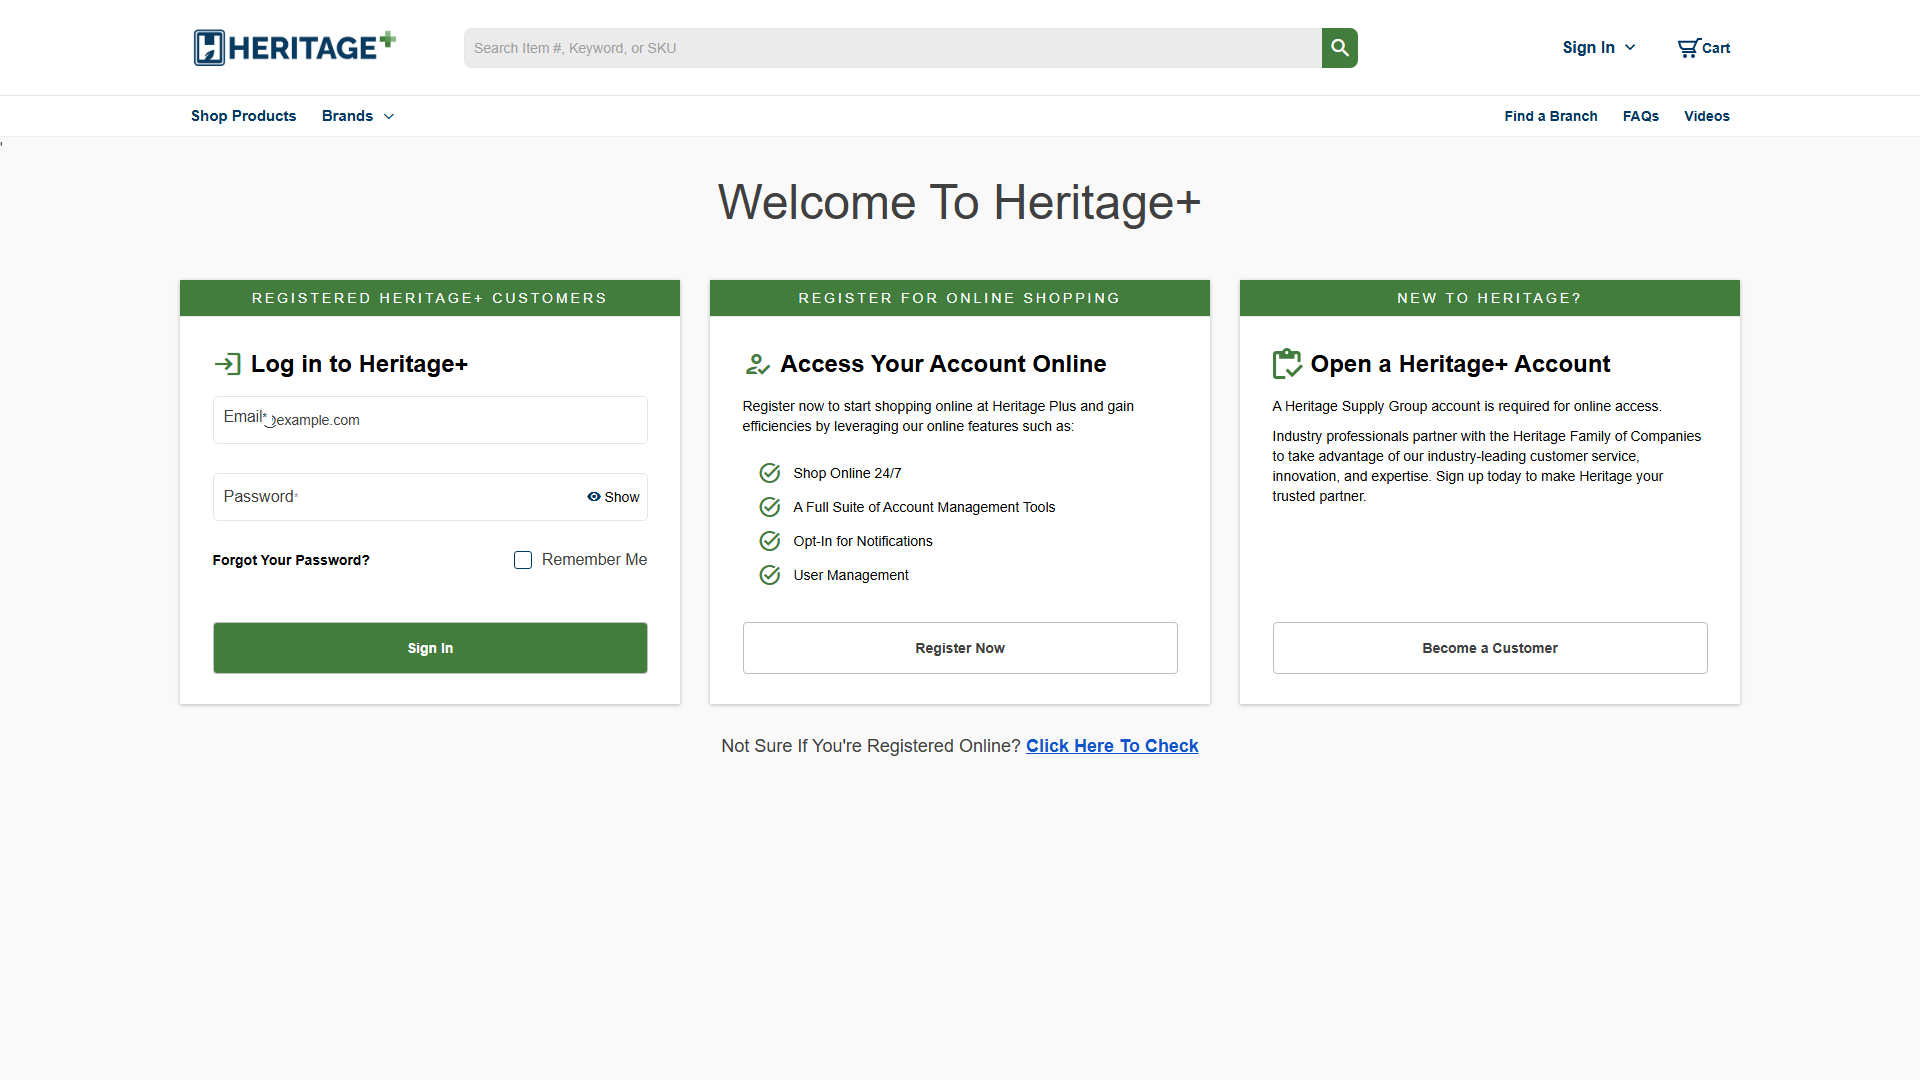 HERITAGE+
Search Item #, Keyword, or SKU
Sign In
Cart
Shop Products
Brands
Find a Branch
FAQs
Videos
Welcome To Heritage+
REGISTERED HERITAGE+ CUSTOMERS
Log in to Heritage+
Email*
example.com
Password*
Show
Forgot Your Password?
Remember Me
Sign In
REGISTER FOR ONLINE SHOPPING
Access Your Account Online
Register now to start shopping online at Heritage Plus and gain
efficiencies by leveraging our online features such as:
Shop Online 24/7
A Full Suite of Account Management Tools
Opt-In for Notifications
User Management
Register Now
NEW TO HERITAGE?
Open a Heritage+ Account
A Heritage Supply Group account is required for online access.
Industry professionals partner with the Heritage Family of Companies
to take advantage of our industry-leading customer service,
innovation, and expertise. Sign up today to make Heritage your
trusted partner.
Become a Customer
Not Sure If You're Registered Online? Click Here To Check